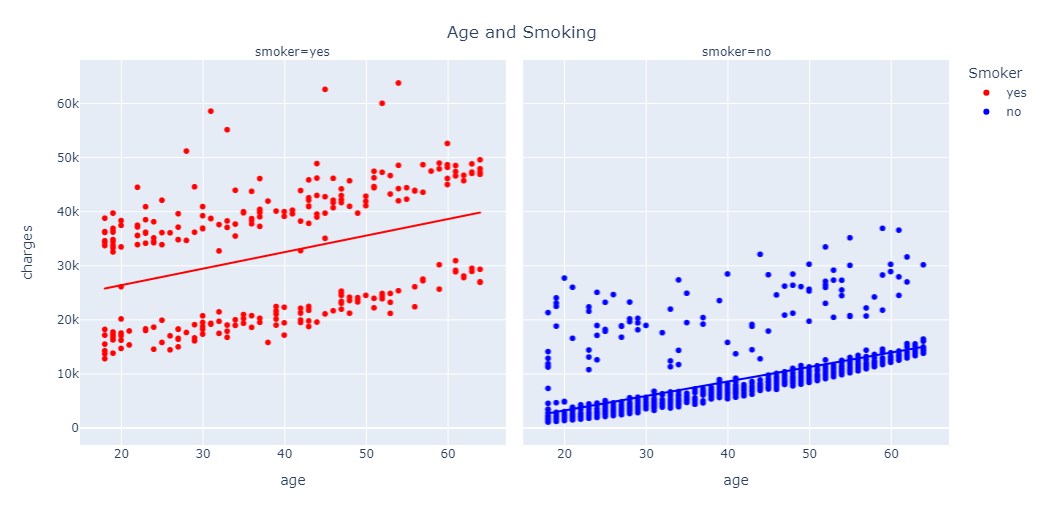 Age and Smoking
smoker=yes
smoker=no
Smoker
yes
no
charges
60k
50k
40k
30k
20k
10k
0
20 30 40 50 60
20 30 40 50 60
age
age